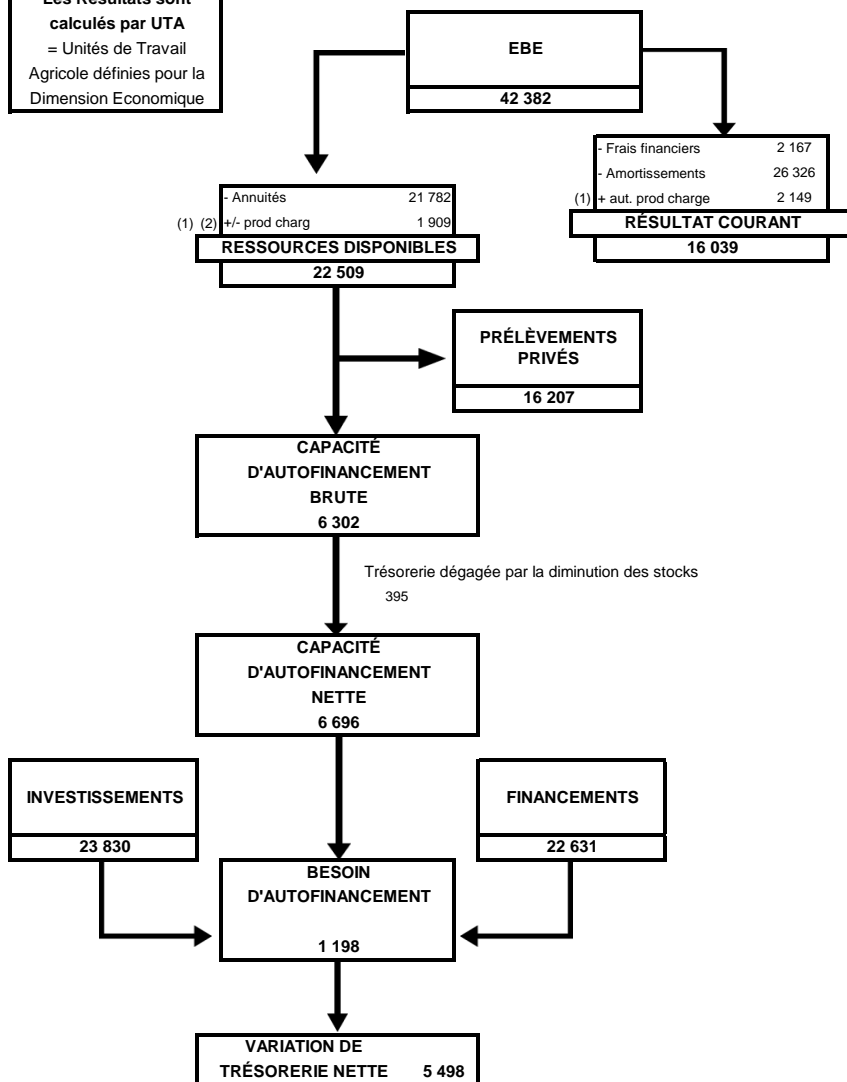 Les Résultats sont
calculés par UTA
= Unités de Travail
Agricole définies pour la
Dimension Economique
EBE
42 382
- Frais financiers 2 167
- Amortissements 26 326
(1) + aut. prod charge 2 149
RÉSULTAT COURANT
16 039
- Annuités 21 782
(1) (2) +/- prod charg 1 909
RESSOURCES DISPONIBLES
22 509
PRÉLÈVEMENTS
PRIVÉS
16 207
CAPACITÉ
D'AUTOFINANCEMENT
BRUTE
6 302
Trésorerie dégagée par la diminution des stocks
395
CAPACITÉ
D'AUTOFINANCEMENT
NETTE
6 696
INVESTISSEMENTS
23 830
FINANCEMENTS
22 631
BESOIN
D'AUTOFINANCEMENT
1 198
VARIATION DE
TRÉSORERIE NETTE 5 498